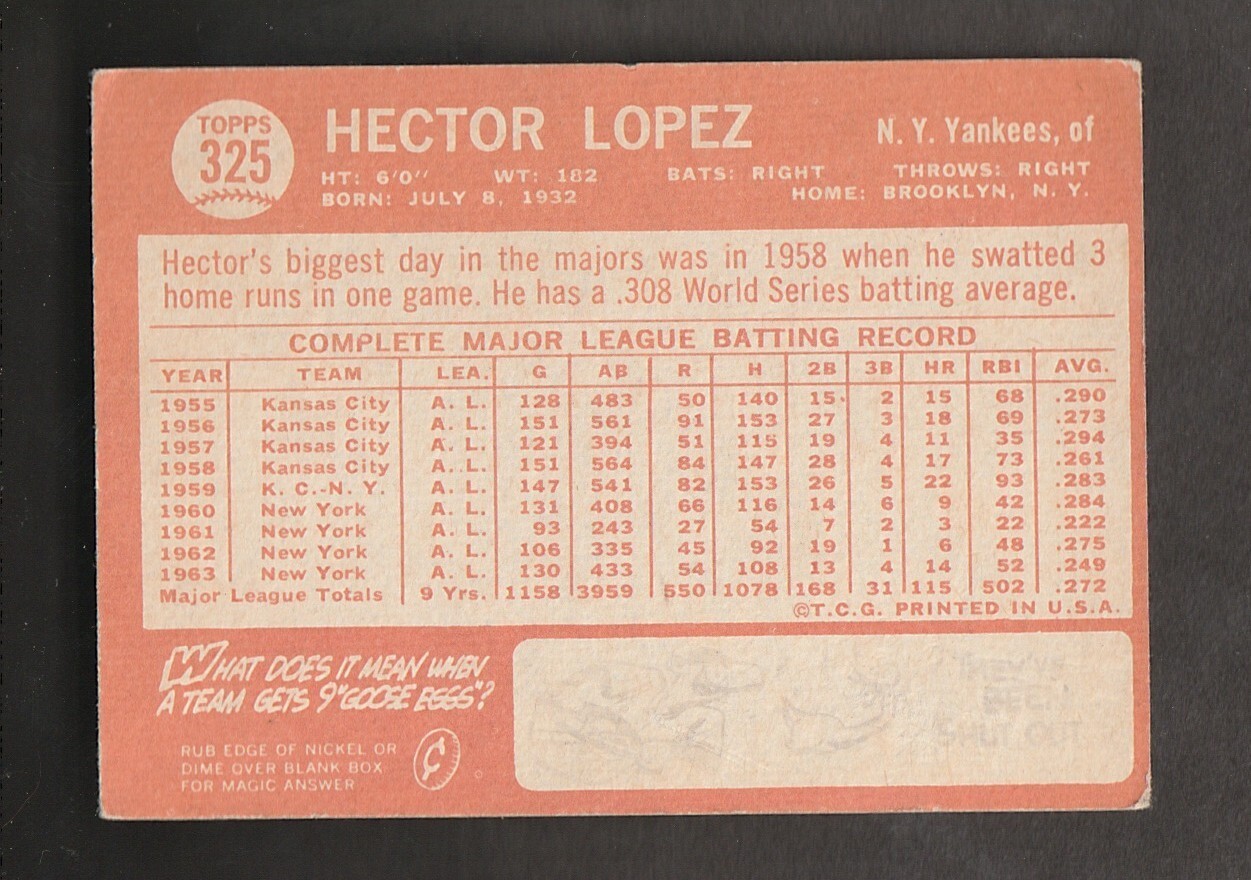 TOPPS
325
HECTOR LOPEZ
N. Y. Yankees, of
HT: 6'0" WT: 182 BATS: RIGHT THROWS: RIGHT
BORN: JULY 8, 1932 HOME: BROOKLYN, N. Y.
Hector's biggest day in the majors was in 1958 when he swatted 3
home runs in one game. He has a .308 World Series batting average.
COMPLETE MAJOR LEAGUE BATTING RECORD
YEAR TEAM LEA. G AB R H 2B 3B HR RBI AVG.
1955 Kansas City A. L. 128 483 50 140 15 2 15 68 .290
1956 Kansas City A. L. 151 561 91 153 27 3 18 69 .273
1957 Kansas City A. L. 121 394 51 115 19 4 11 35 .294
1958 Kansas City A. L. 151 564 84 147 28 4 17 73 .261
1959 K. C.-N. Y. A. L. 147 541 82 153 26 5 22 93 .283
1960 New York A. L. 131 408 66 116 14 6 9 42 .284
1961 New York A. L. 93 243 27 54 7 2 3 22 .222
1962 New York A. L. 106 335 45 92 19 1 6 48 .275
1963 New York A. L. 130 433 54 108 13 4 14 52 .249
Major League Totals 9 Yrs. 1158 3959 550 1078 168 31 115 502 .272
©T.C.G. PRINTED IN U.S.A.
WHAT DOES IT MEAN WHEN
A TEAM GETS 9 "GOOSE EGGS"?
RUB EDGE OF NICKEL OR
DIME OVER BLANK BOX
FOR MAGIC ANSWER
¢
THEY'VE
BEEN
SHUT OUT